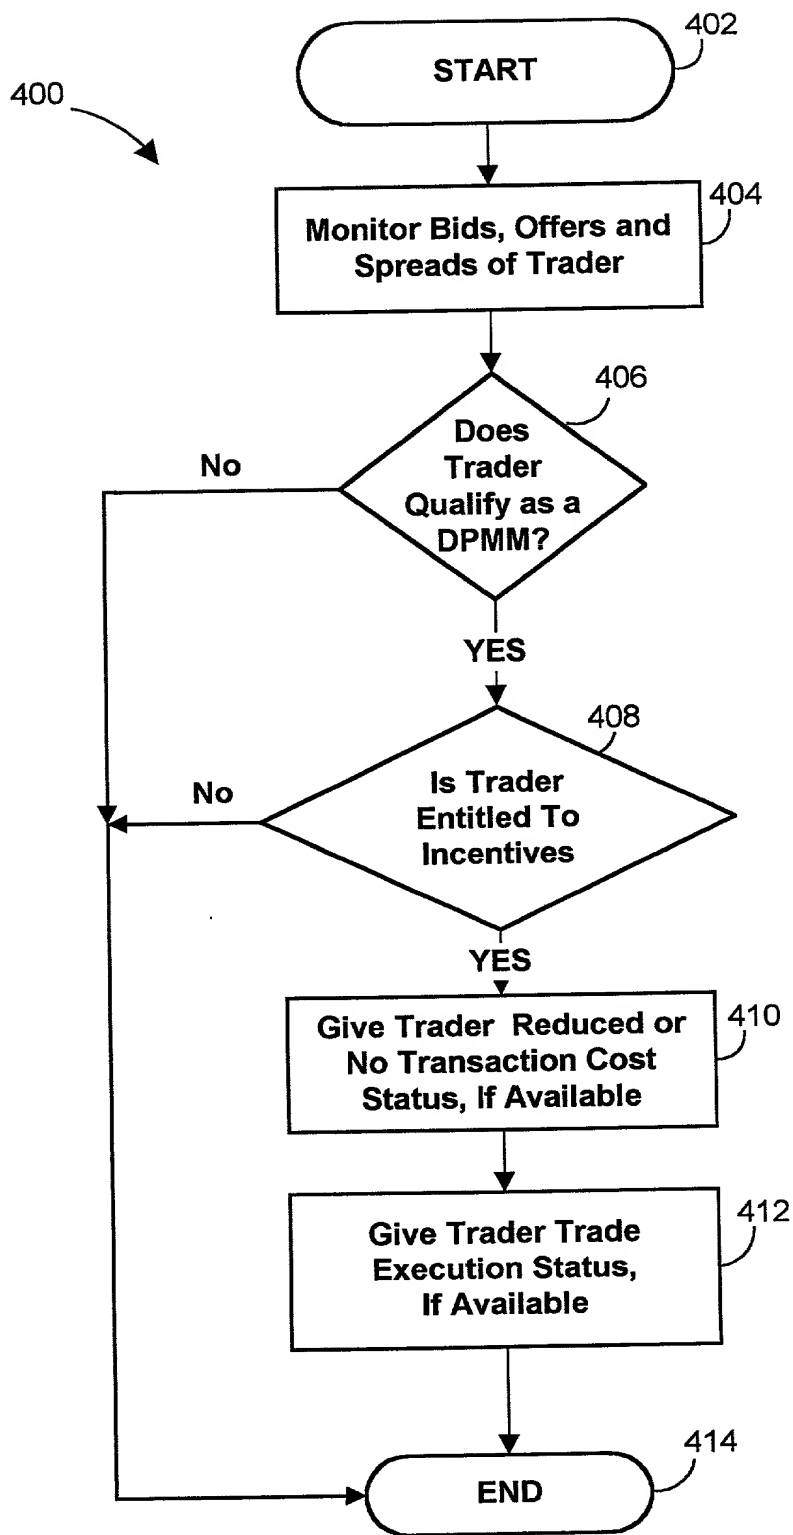 402
START
400
404
Monitor Bids, Offers and
Spreads of Trader
406
Does
Trader
Qualify as a
DPMM?
No
YES
408
Is Trader
Entitled To
Incentives
No
YES
410
Give Trader Reduced or
No Transaction Cost
Status, If Available
412
Give Trader Trade
Execution Status,
If Available
414
END